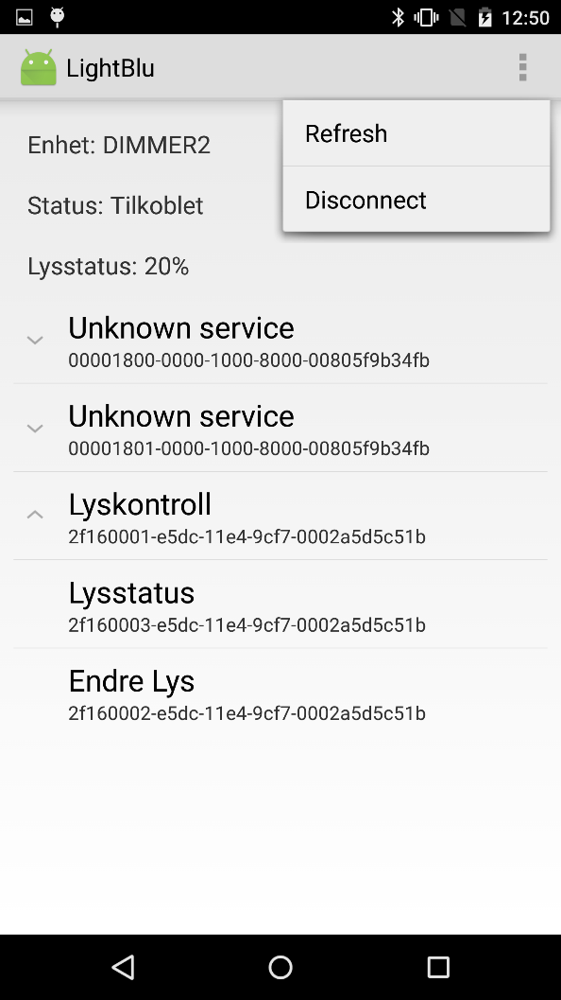 12:50
LightBlu
Refresh
Disconnect
Enhet: DIMMER2
Status: Tilkoblet
Lysstatus: 20%
Unknown service
00001800-0000-1000-8000-00805f9b34fb
Unknown service
00001801-0000-1000-8000-00805f9b34fb
Lyskontroll
2f160001-e5dc-11e4-9cf7-0002a5d5c51b
Lysstatus
2f160003-e5dc-11e4-9cf7-0002a5d5c51b
Endre Lys
2f160002-e5dc-11e4-9cf7-0002a5d5c51b